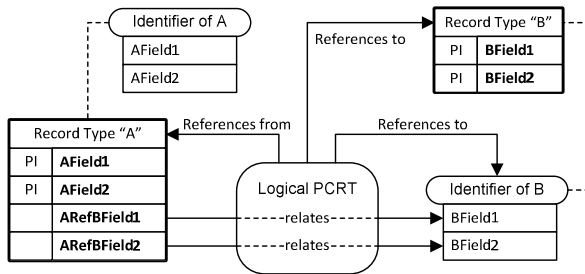 Identifier of A
AField1
AField2
References to
Record Type “B”
PI BField1
PI BField2
Record Type “A”
PI AField1
PI AField2
ARefBField1
ARefBField2
References from
References to
Logical PCRT
relates
relates
Identifier of B
BField1
BField2